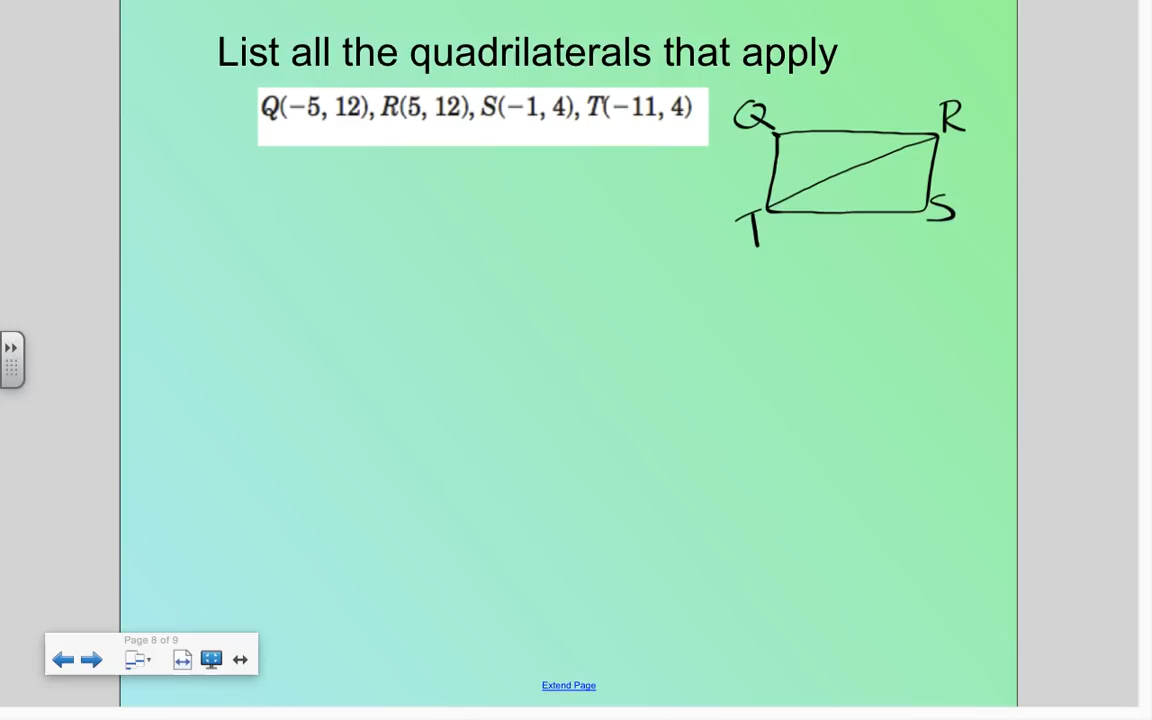 List all the quadrilaterals that apply
Q(−5, 12), R(5, 12), S(−1, 4), T(−11, 4)
Q R
T S
Page 8 of 9
Extend Page